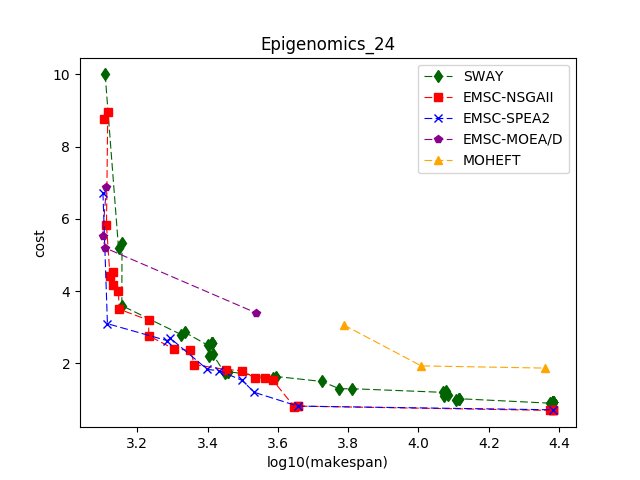 Epigenomics_24
SWAY
EMSC-NSGAII
EMSC-SPEA2
EMSC-MOEA/D
MOHEFT
10
8
6
4
2
cost
3.2 3.4 3.6 3.8 4.0 4.2 4.4
log10(makespan)